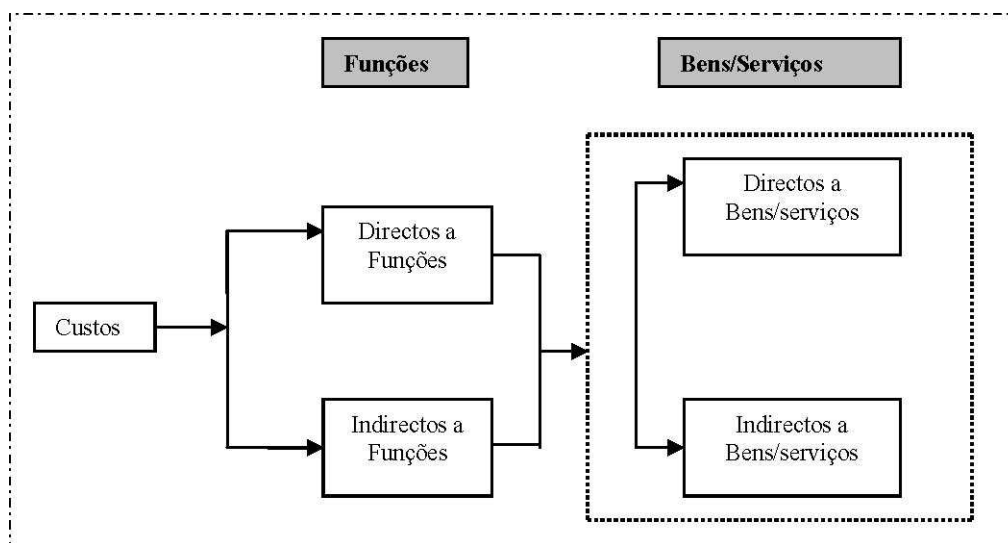 Funções
Bens/Serviços
Directos a
Bens/serviços
Directos a
Funções
Custos
Indirectos a
Funções
Indirectos a
Bens/serviços